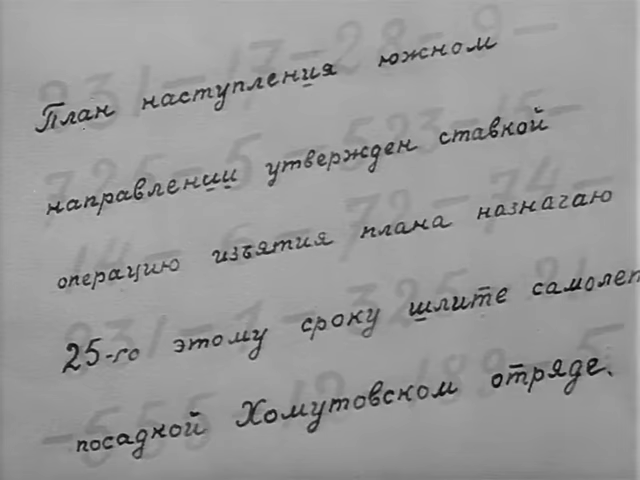 План наступления южном
направлении утвержден ставкой
операцию изъятия плана назначаю
25-го этому сроку шлите самолет
посадкой Хомутовском отряде.